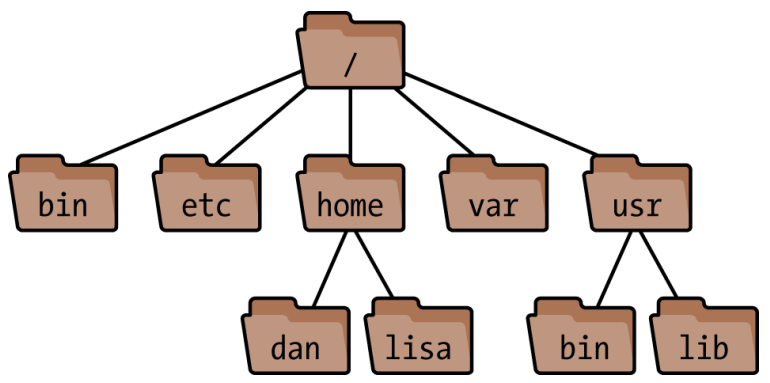 /
bin etc home var usr
dan lisa bin lib